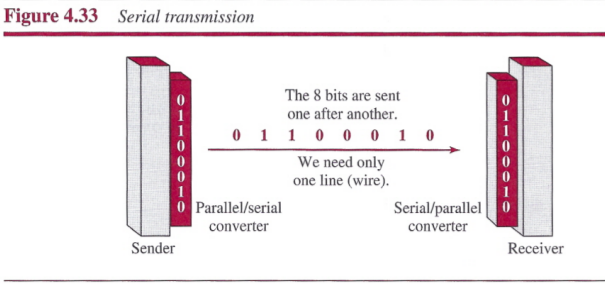 Figure 4.33 Serial transmission
The 8 bits are sent
one after another.
0 1 1 0 0 0 1 0
We need only
one line (wire).
0
1
1
0
0
0
1
0
Parallel/serial
converter
Sender
0
1
1
0
0
0
1
0
Serial/parallel
converter
Receiver